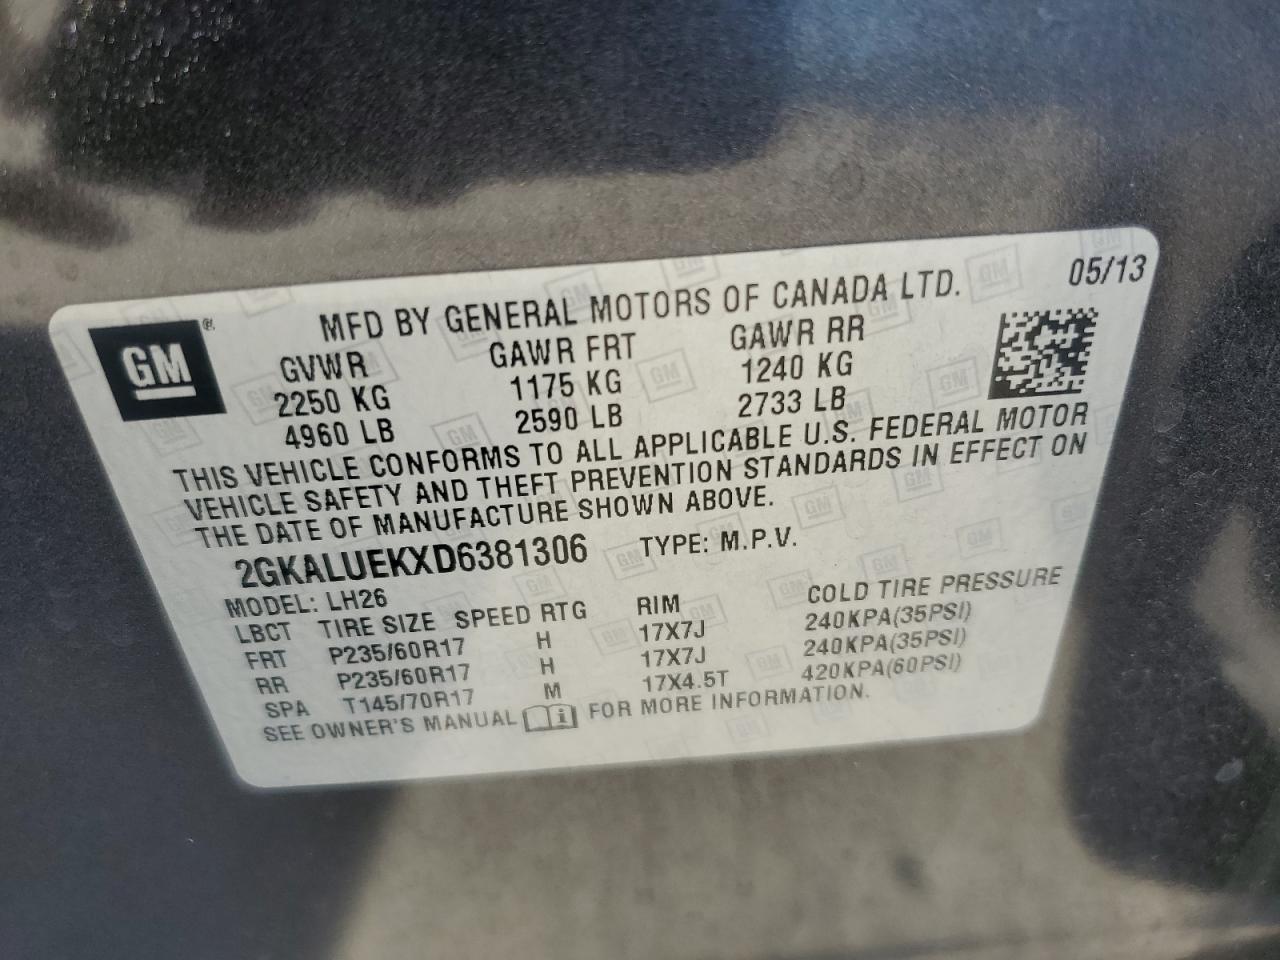 GM
®
MFD BY GENERAL MOTORS OF CANADA LTD. 05/13
GVWR GAWR FRT GAWR RR
2250 KG 1175 KG 1240 KG
4960 LB 2590 LB 2733 LB
THIS VEHICLE CONFORMS TO ALL APPLICABLE U.S. FEDERAL MOTOR
VEHICLE SAFETY AND THEFT PREVENTION STANDARDS IN EFFECT ON
THE DATE OF MANUFACTURE SHOWN ABOVE.
2GKALUEKXD6381306 TYPE: M.P.V.
MODEL: LH26
LBCT TIRE SIZE SPEED RTG RIM COLD TIRE PRESSURE
FRT P235/60R17 H 17X7J 240KPA(35PSI)
RR P235/60R17 H 17X7J 240KPA(35PSI)
SPA T145/70R17 M 17X4.5T 420KPA(60PSI)
SEE OWNER'S MANUAL FOR MORE INFORMATION.